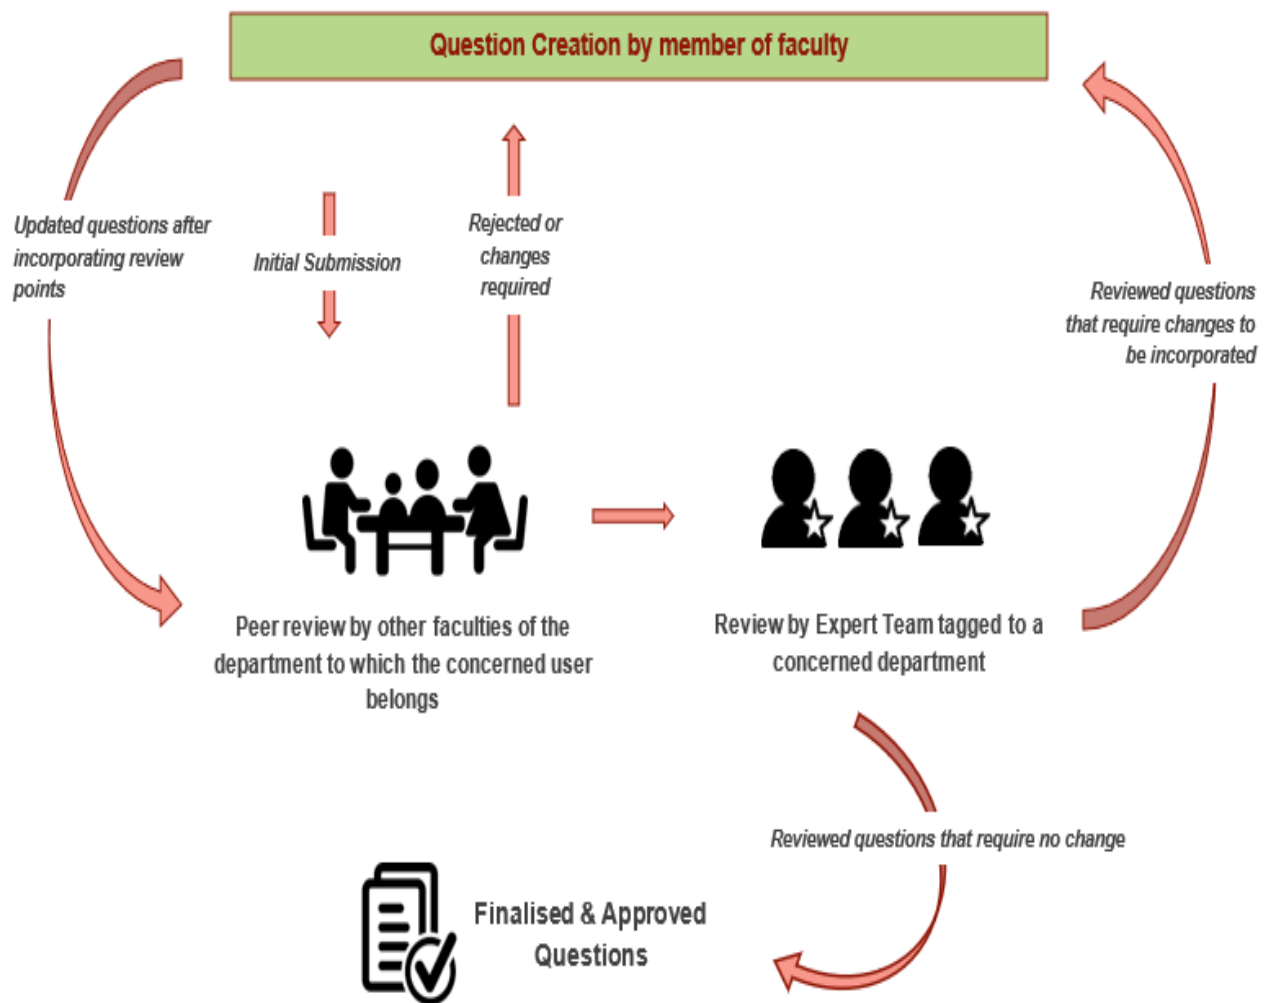 Question Creation by member of faculty
Updated questions after
incorporating review
points
Initial Submission
Rejected or
changes
required
Reviewed questions
that require changes to
be incorporated
Peer review by other faculties of the
department to which the concerned user
belongs
Review by Expert Team tagged to a
concerned department
Reviewed questions that require no change
Finalised & Approved
Questions